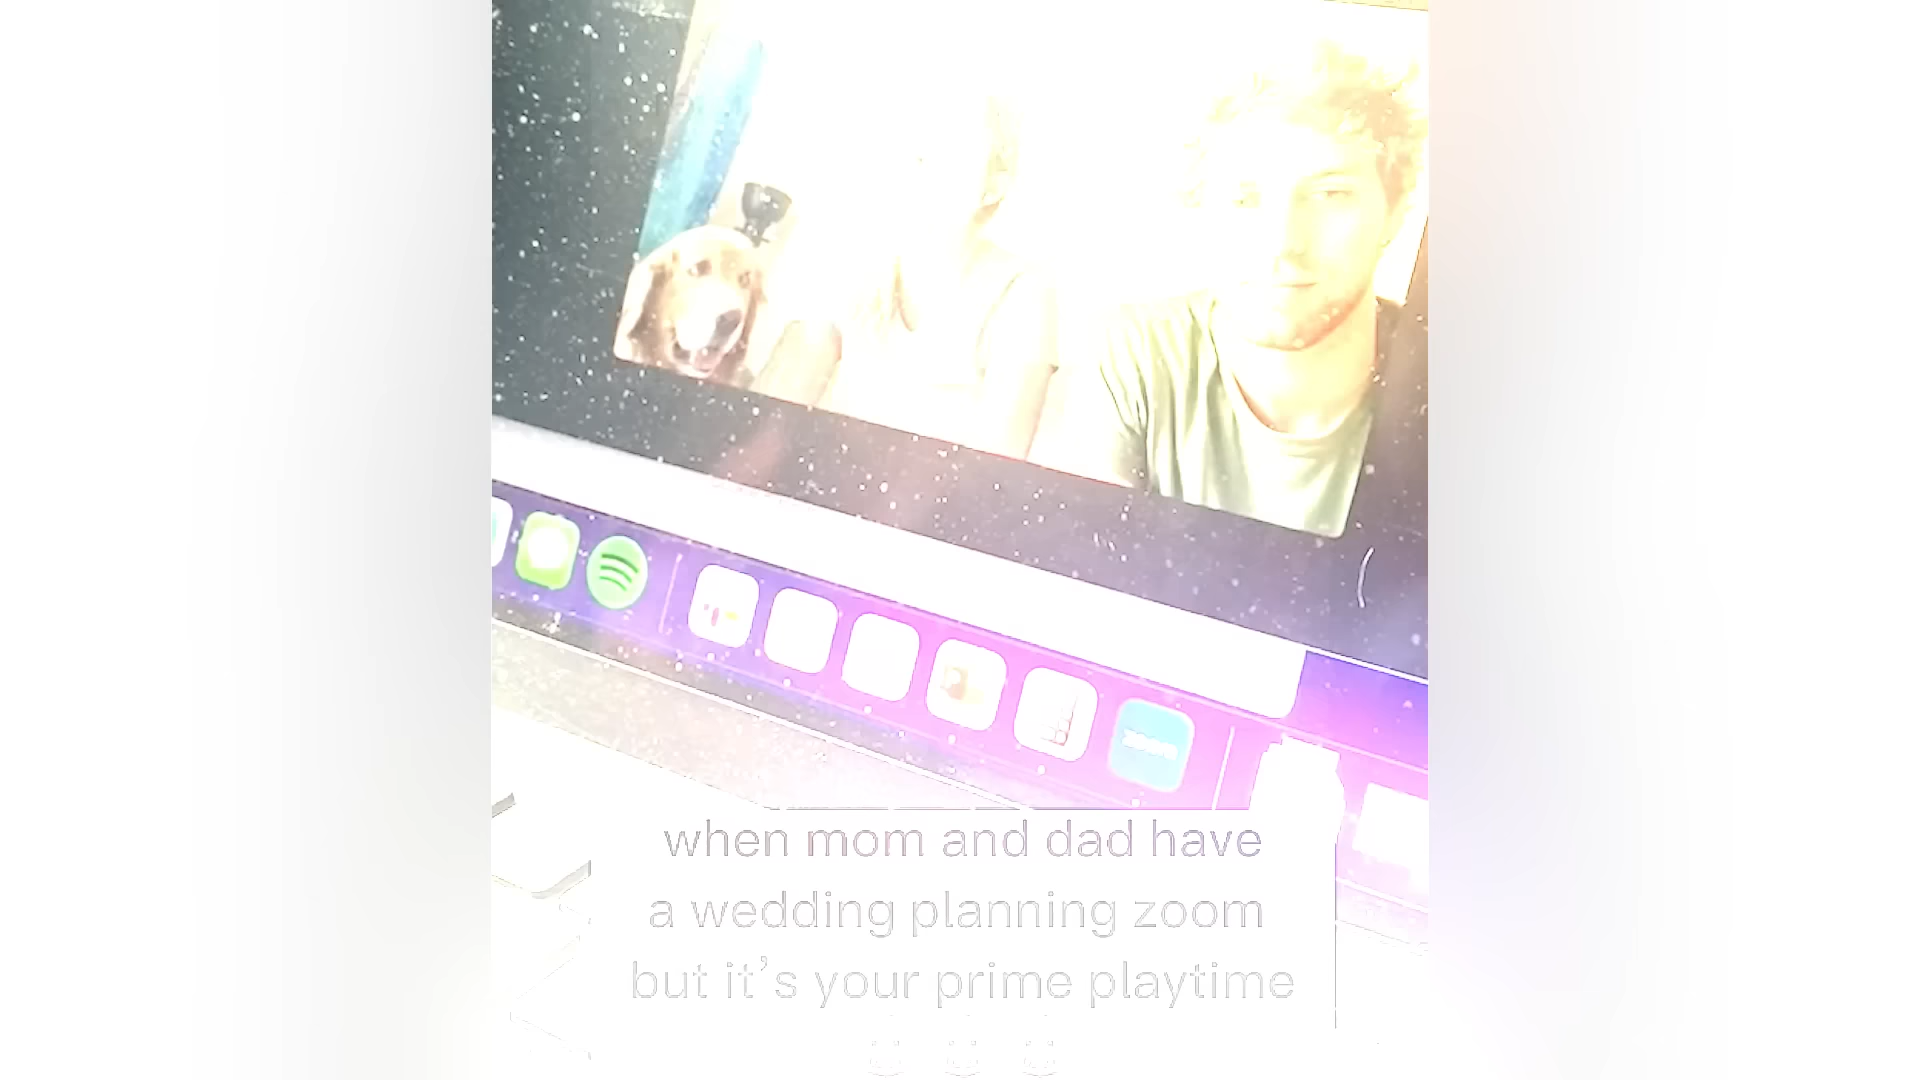 when mom and dad have
a wedding planning zoom
but it’s your prime playtime